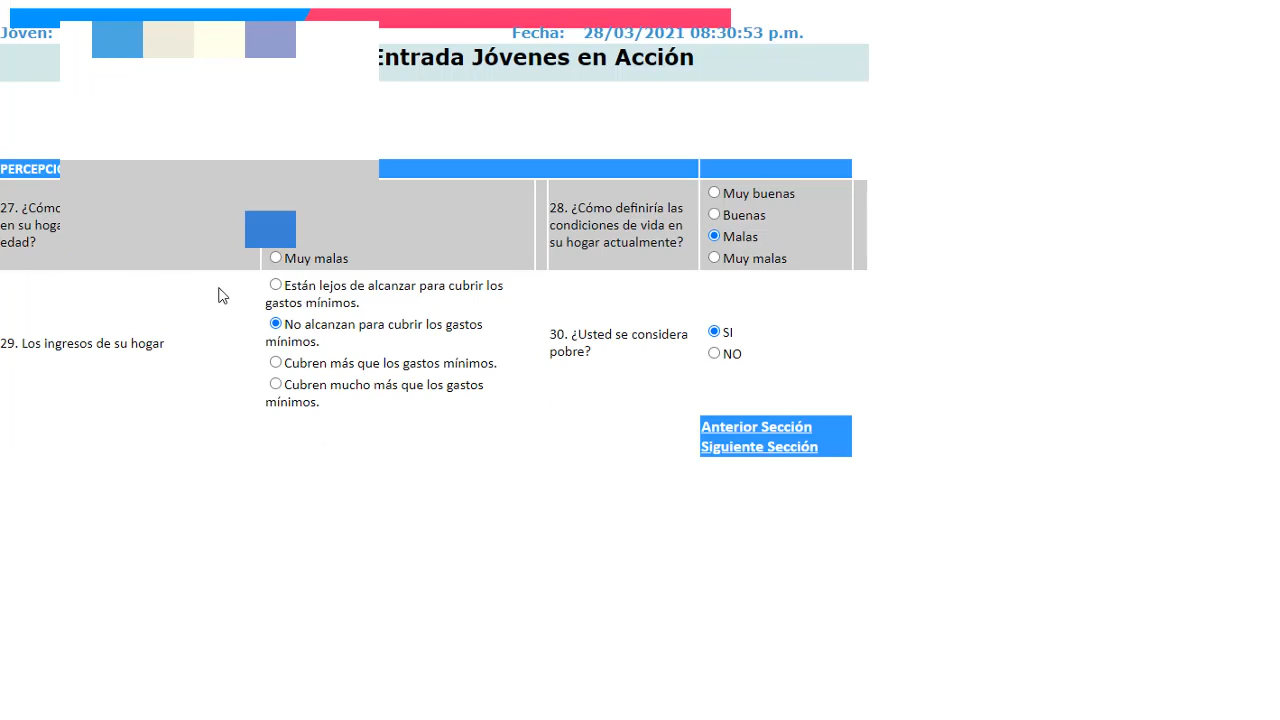 Joven:
Fecha: 28/03/2021 08:30:53 p.m.
Entrada Jóvenes en Acción
27. ¿Cómo
en su
edad?
Muy malas
28. ¿Cómo definiría las
condiciones de vida en
su hogar actualmente?
Muy buenas
Buenas
Malas
Muy malas
29. Los ingresos de su hogar
Están lejos de alcanzar para cubrir los
gastos mínimos.
No alcanzan para cubrir los gastos
mínimos.
Cubren más que los gastos mínimos.
Cubren mucho más que los gastos
mínimos.
30. ¿Usted se considera
pobre?
SI
NO
Anterior Sección
Siguiente Sección